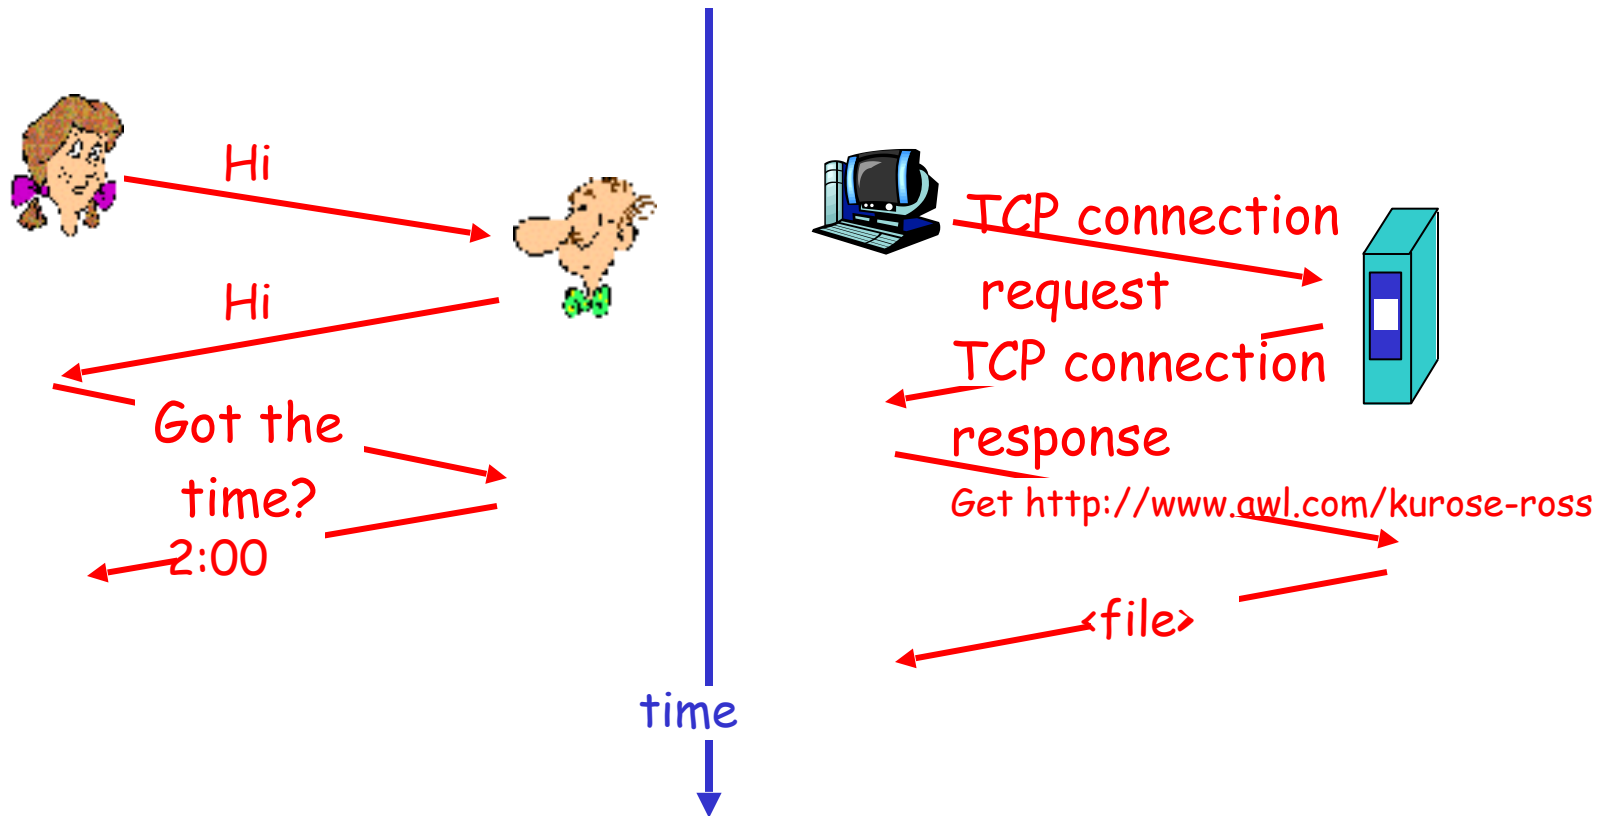 Hi
Hi
Got the
time?
2:00
time
TCP connection
request
TCP connection
response
Get http://www.awl.com/kurose-ross
<file>